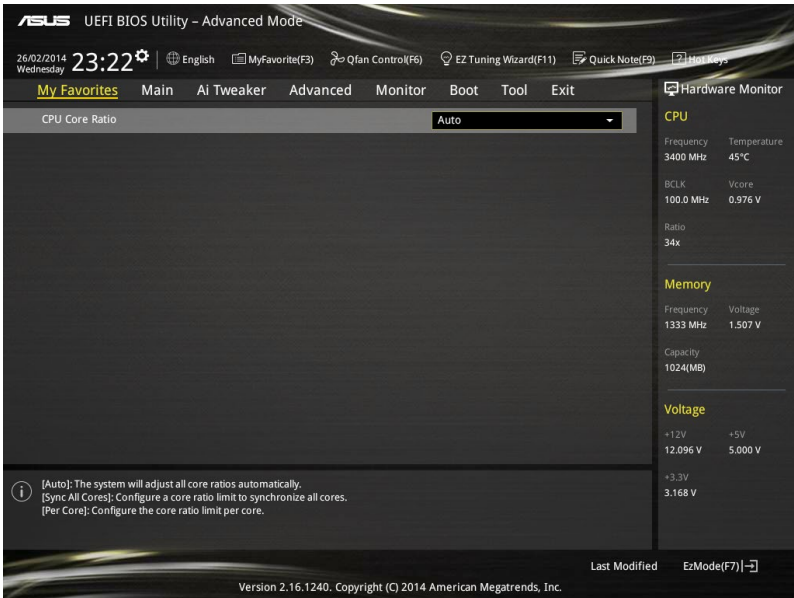 ASUS UEFI BIOS Utility – Advanced Mode
26/02/2014
Wednesday
23:22
English MyFavorite(F3) Qfan Control(F6) EZ Tuning Wizard(F11) Quick Note(F9) ? Hot Keys
My Favorites Main Ai Tweaker Advanced Monitor Boot Tool Exit
CPU Core Ratio Auto
Hardware Monitor
CPU
Frequency Temperature
3400 MHz 45°C
BCLK Vcore
100.0 MHz 0.976 V
Ratio
34x
Memory
Frequency Voltage
1333 MHz 1.507 V
Capacity
1024(MB)
Voltage
+12V +5V
12.096 V 5.000 V
+3.3V
3.168 V
[Auto]: The system will adjust all core ratios automatically.
[Sync All Cores]: Configure a core ratio limit to synchronize all cores.
[Per Core]: Configure the core ratio limit per core.
Last Modified EzMode(F7)
Version 2.16.1240. Copyright (C) 2014 American Megatrends, Inc.